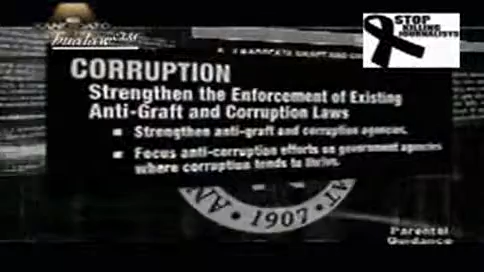 STOP
KILLING
JOURNALISTS
CORRUPTION
Strengthen the Enforcement of Existing
Anti-Graft and Corruption Laws
Strengthen anti-graft and corruption agencies.
Focus anti-corruption efforts on government agencies
where corruption tends to thrive.
1907
Parental
Guidance